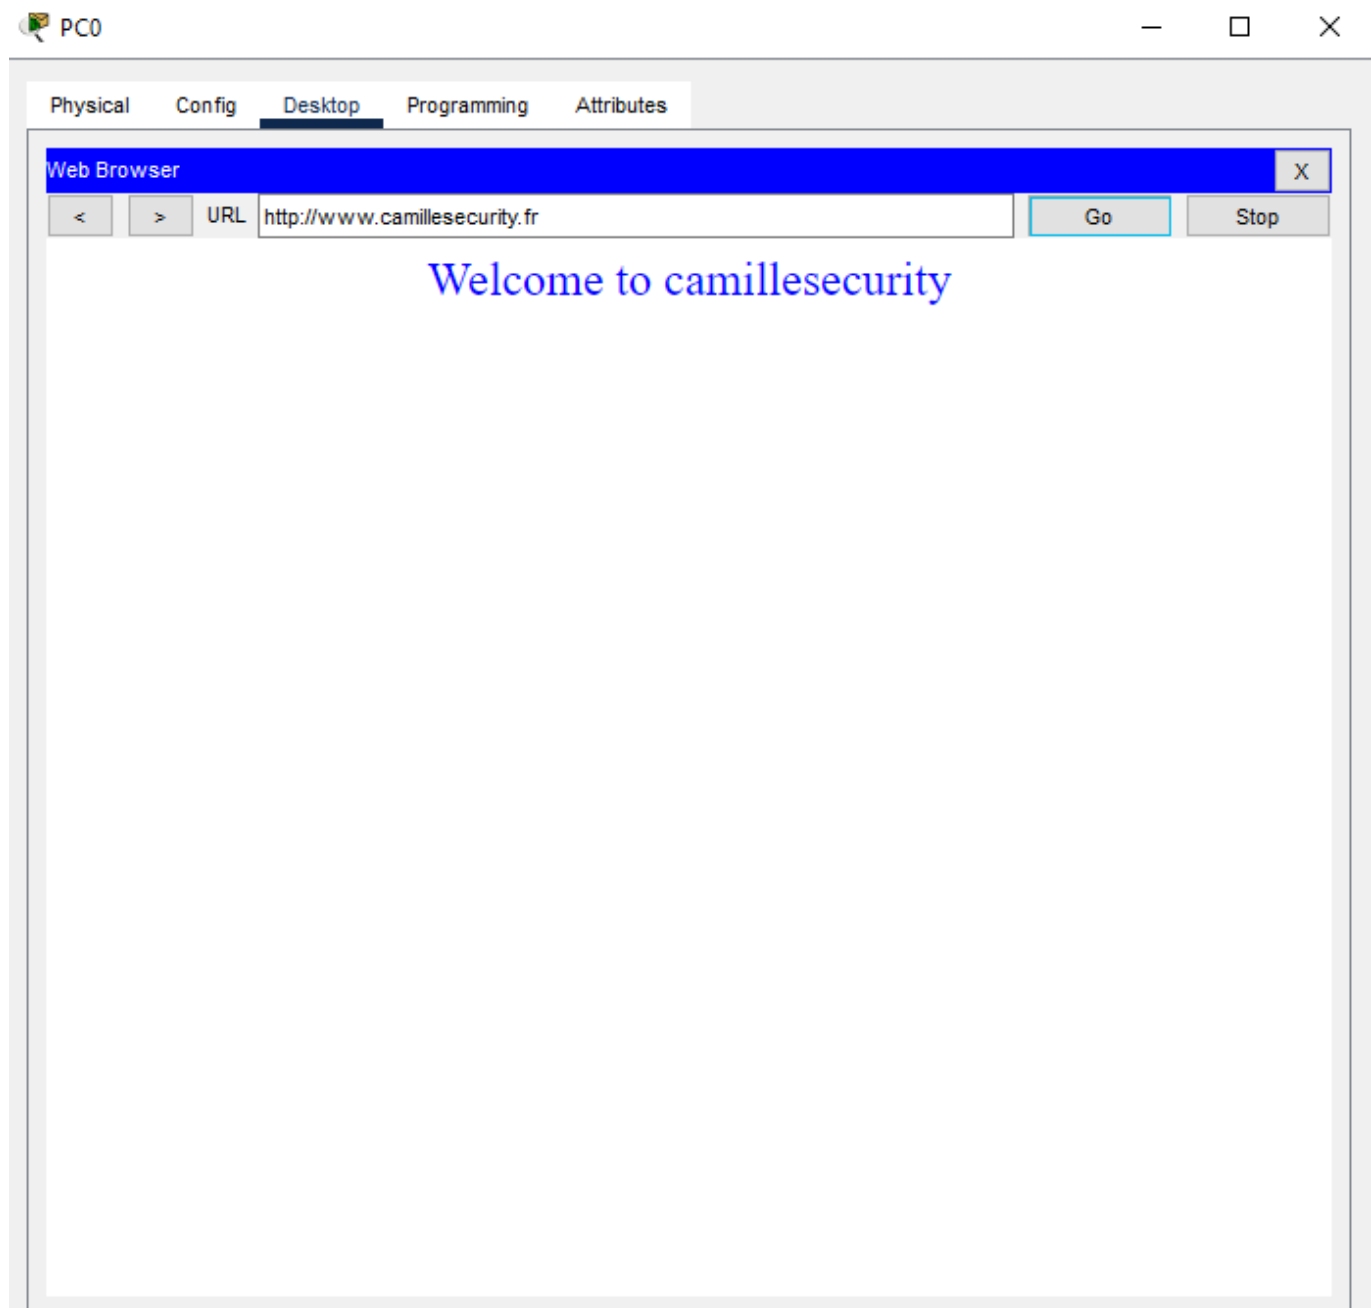 PC0
Physical Config Desktop Programming Attributes
Web Browser X
< > URL http://www.camillesecurity.fr Go Stop
Welcome to camillesecurity